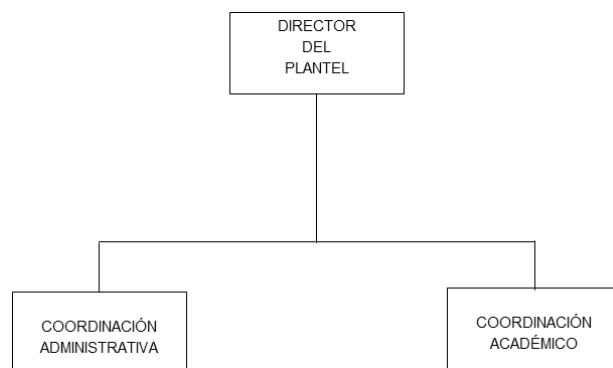 DIRECTOR
DEL
PLANTEL
COORDINACIÓN
ADMINISTRATIVA
COORDINACIÓN
ACADÉMICO